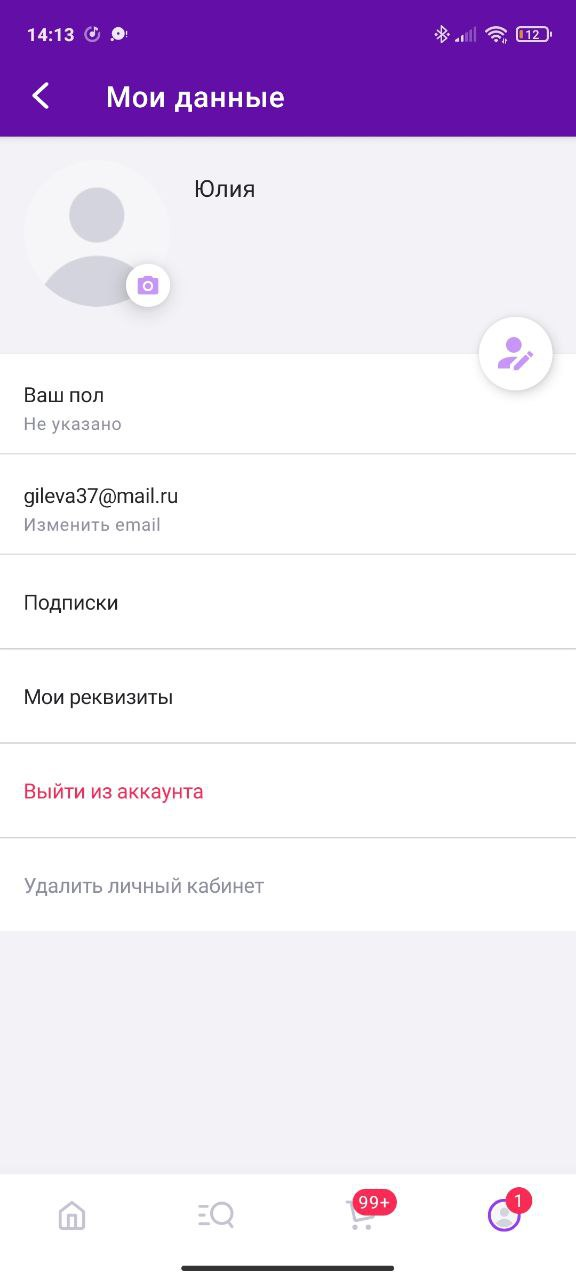 14:13
12
Мои данные
Юлия
Ваш пол
Не указано
gileva37@mail.ru
Изменить email
Подписки
Мои реквизиты
Выйти из аккаунта
Удалить личный кабинет
99+
1